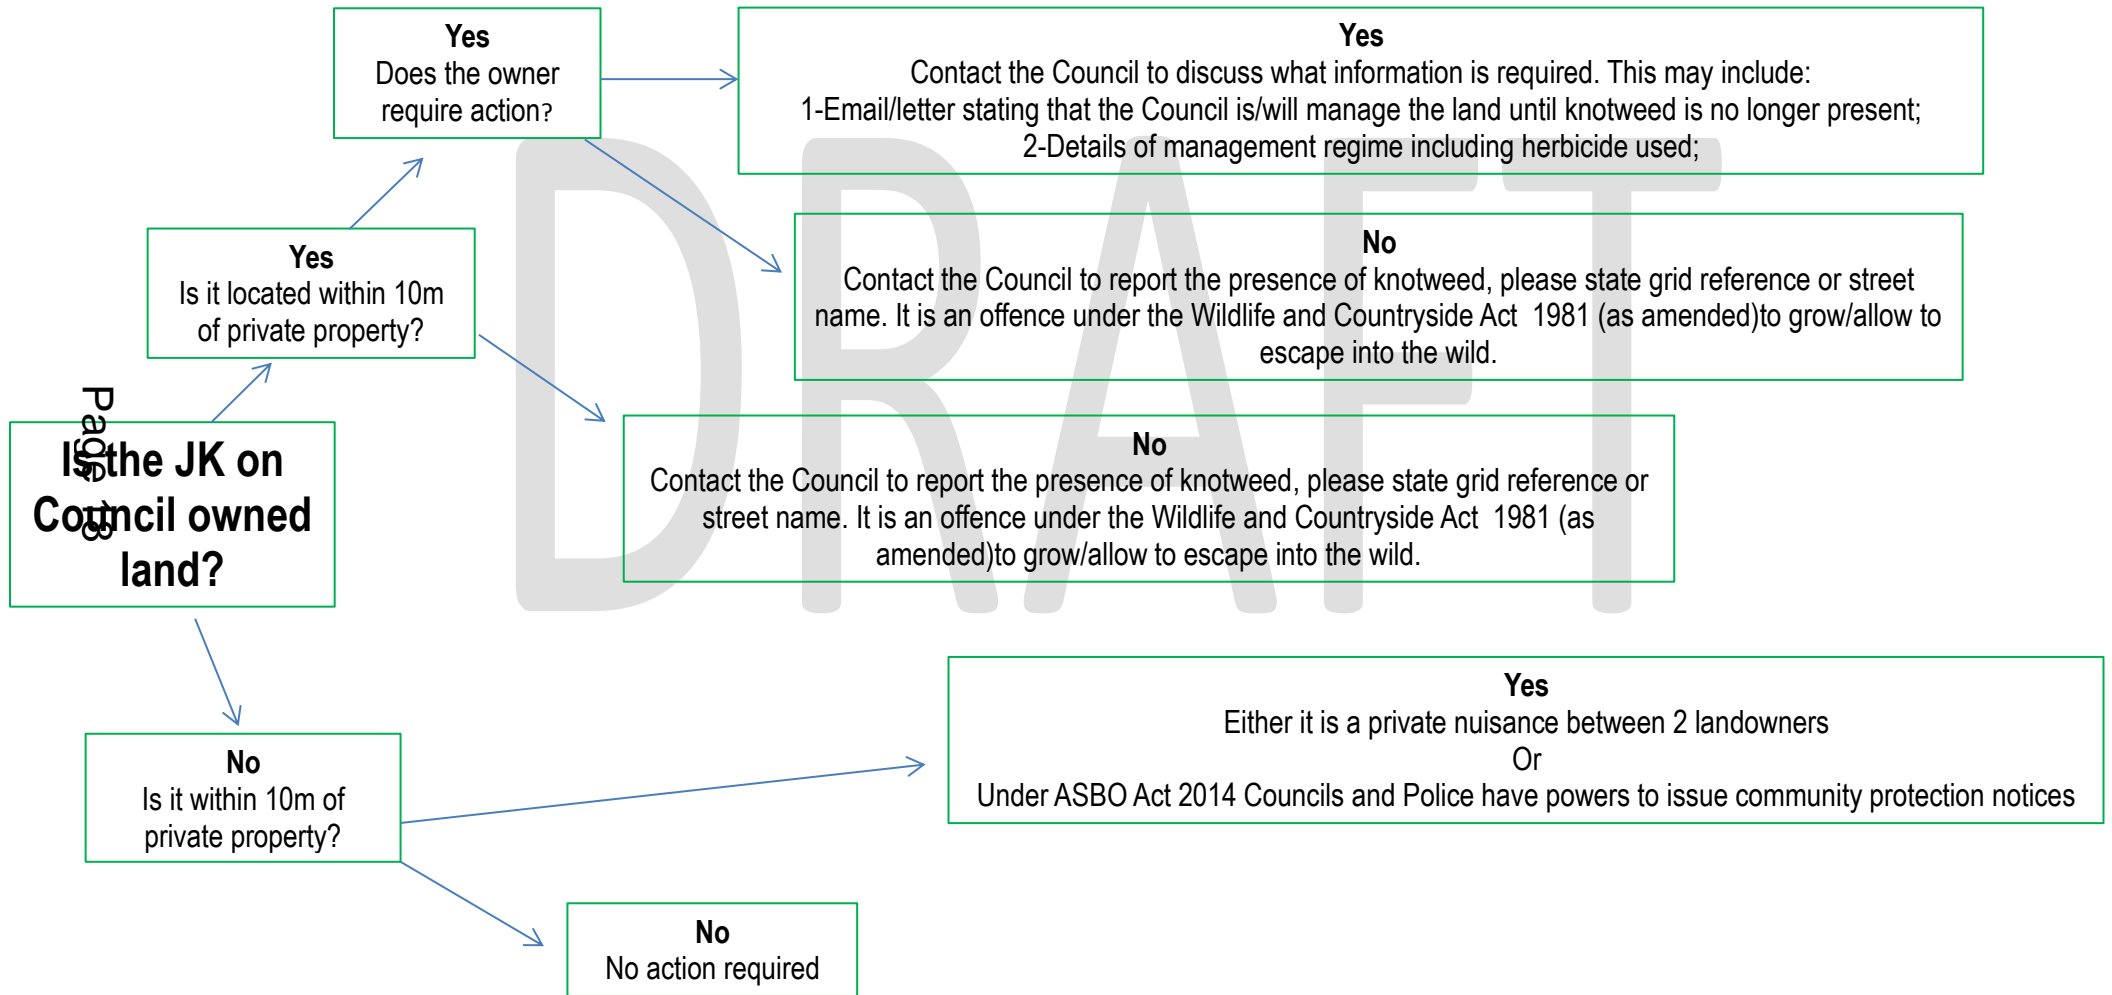 Yes
Does the owner
require action?
Yes
Contact the Council to discuss what information is required. This may include:
1-Email/letter stating that the Council is/will manage the land until knotweed is no longer present;
2-Details of management regime including herbicide used;
Yes
Is it located within 10m
of private property?
No
Contact the Council to report the presence of knotweed, please state grid reference or street
name. It is an offence under the Wildlife and Countryside Act 1981 (as amended)to grow/allow to
escape into the wild.
No
Contact the Council to report the presence of knotweed, please state grid reference or
street name. It is an offence under the Wildlife and Countryside Act 1981 (as
amended)to grow/allow to escape into the wild.
Page 18
Is the JK on
Council owned
land?
DRAFT
No
Is it within 10m of
private property?
Yes
Either it is a private nuisance between 2 landowners
Or
Under ASBO Act 2014 Councils and Police have powers to issue community protection notices
No
No action required